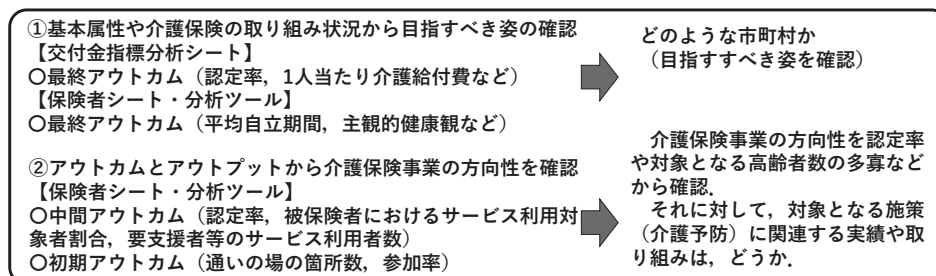 ①基本属性や介護保険の取り組み状況から目指すべき姿の確認
【交付金指標分析シート】
〇最終アウトカム（認定率，1人当たり介護給付費など）
【保険者シート・分析ツール】
〇最終アウトカム（平均自立期間，主観的健康観など）
どのような市町村か
（目指すすべき姿を確認）
②アウトカムとアウトプットから介護保険事業の方向性を確認
【保険者シート・分析ツール】
〇中間アウトカム（認定率，被保険者におけるサービス利用対
象者割合，要支援者等のサービス利用者数）
〇初期アウトカム（通いの場の箇所数，参加率）
介護保険事業の方向性を認定率
や対象となる高齢者数の多寡など
から確認．
それに対して，対象となる施策
（介護予防）に関連する実績や取
り組みは，どうか．